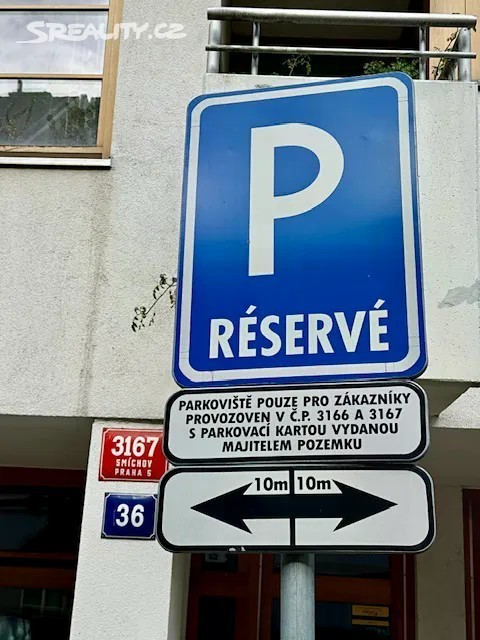 SREALITY.CZ
P
RÉSERVÉ
PARKOVIŠTĚ POUZE PRO ZÁKAZNÍKY
PROVOZOVEN V Č.P. 3166 A 3167
S PARKOVACÍ KARTOU VYDANOU
MAJITELEM POZEMKU
3167
SMÍCHOV
PRAHA 5
10m 10m
36